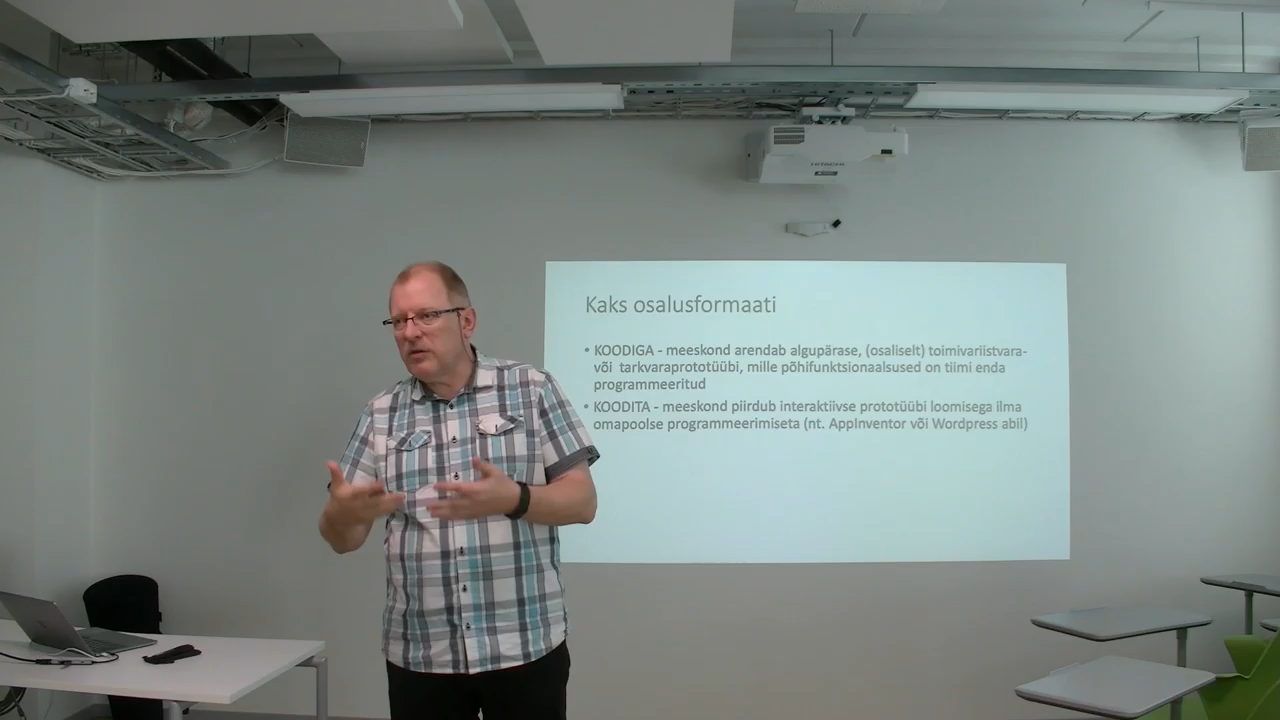 HITACHI
Kaks osalusformaati
• KOODIGA - meeskond arendab algupärase, (osaliselt) toimivariistvara-
või tarkvaraprototüübi, mille põhifunktsionaalsused on tiimi enda
programmeeritud
• KOODITA - meeskond piirdub interaktiivse prototüübi loomisega ilma
omapoolse programmeerimiseta (nt. AppInventor või Wordpress abil)